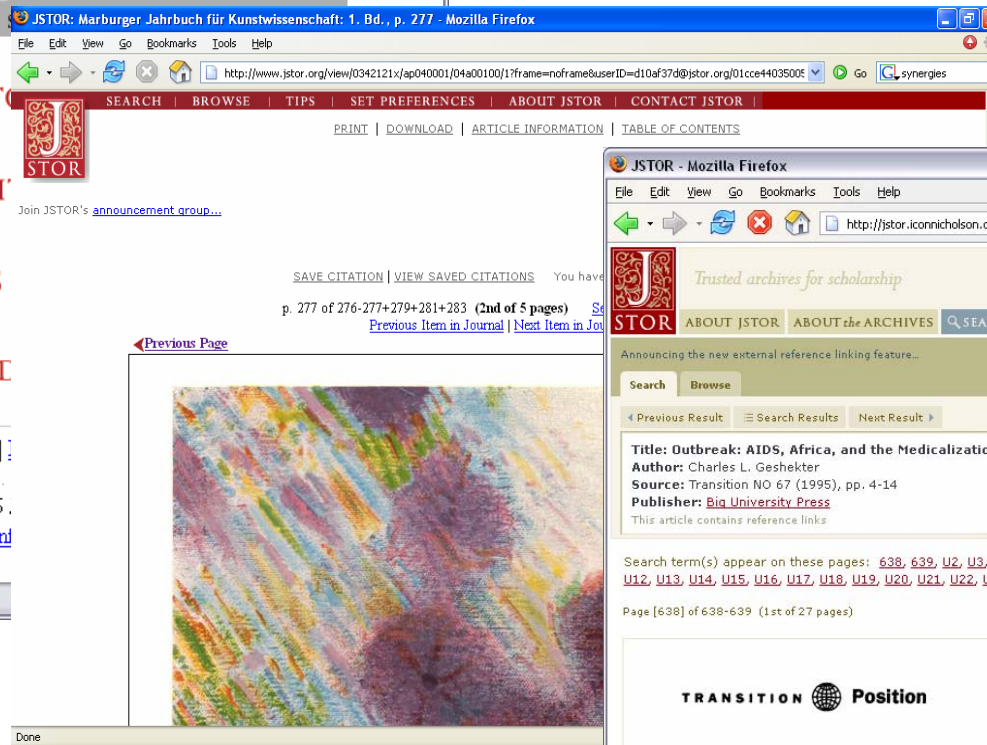 JSTOR: Marburger Jahrbuch für Kunstwissenschaft: 1. Bd., p. 277 - Mozilla Firefox
File Edit View Go Bookmarks Tools Help
http://www.jstor.org/view/0342121x/ap040001/04a00100/1?frame=noframe&userID=d10af37d@jstor.org/01cce44035005 Go synergies
SEARCH | BROWSE | TIPS | SET PREFERENCES | ABOUT JSTOR | CONTACT JSTOR |
JSTOR
PRINT | DOWNLOAD | ARTICLE INFORMATION | TABLE OF CONTENTS
Join JSTOR's announcement group...
SAVE CITATION | VIEW SAVED CITATIONS You have
p. 277 of 276-277+279+281+283 (2nd of 5 pages)
Previous Item in Journal | Next Item in Jou
Previous Page
Done
JSTOR - Mozilla Firefox
File Edit View Go Bookmarks Tools Help
http://jstor.iconnicholson.c
JSTOR
Trusted archives for scholarship
ABOUT JSTOR ABOUT the ARCHIVES SEA
Announcing the new external reference linking feature...
Search Browse
Previous Result Search Results Next Result
Title: Outbreak: AIDS, Africa, and the Medicalizatio
Author: Charles L. Geshekter
Source: Transition NO 67 (1995), pp. 4-14
Publisher: Big University Press
This article contains reference links
Search term(s) appear on these pages: 638, 639, U2, U3,
U12, U13, U14, U15, U16, U17, U18, U19, U20, U21, U22,
Page [638] of 638-639 (1st of 27 pages)
TRANSITION Position